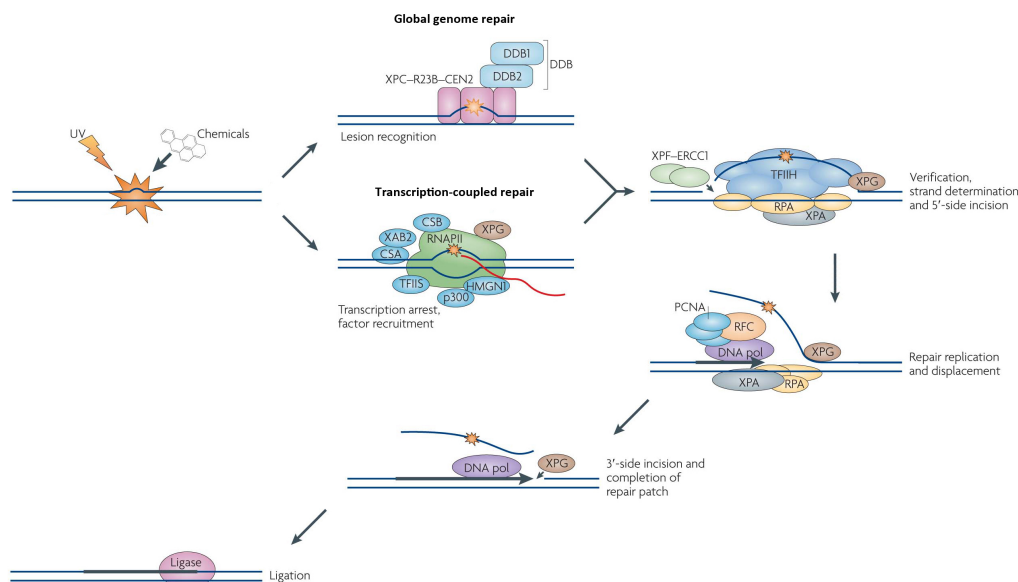 Global genome repair
DDB1
DDB
DDB2
XPC–R23B–CEN2
UV
Chemicals
Lesion recognition
XPF–ERCC1
TFIIH
XPG
RPA
XPA
Verification,
strand determination
and 5′-side incision
Transcription-coupled repair
CSB
XPG
RNAPII
XAB2
CSA
TFIIS
HMGN1
p300
Transcription arrest,
factor recruitment
PCNA
RFC
DNA pol
XPG
XPA
RPA
Repair replication
and displacement
DNA pol
XPG
3′-side incision and
completion of
repair patch
Ligase
Ligation